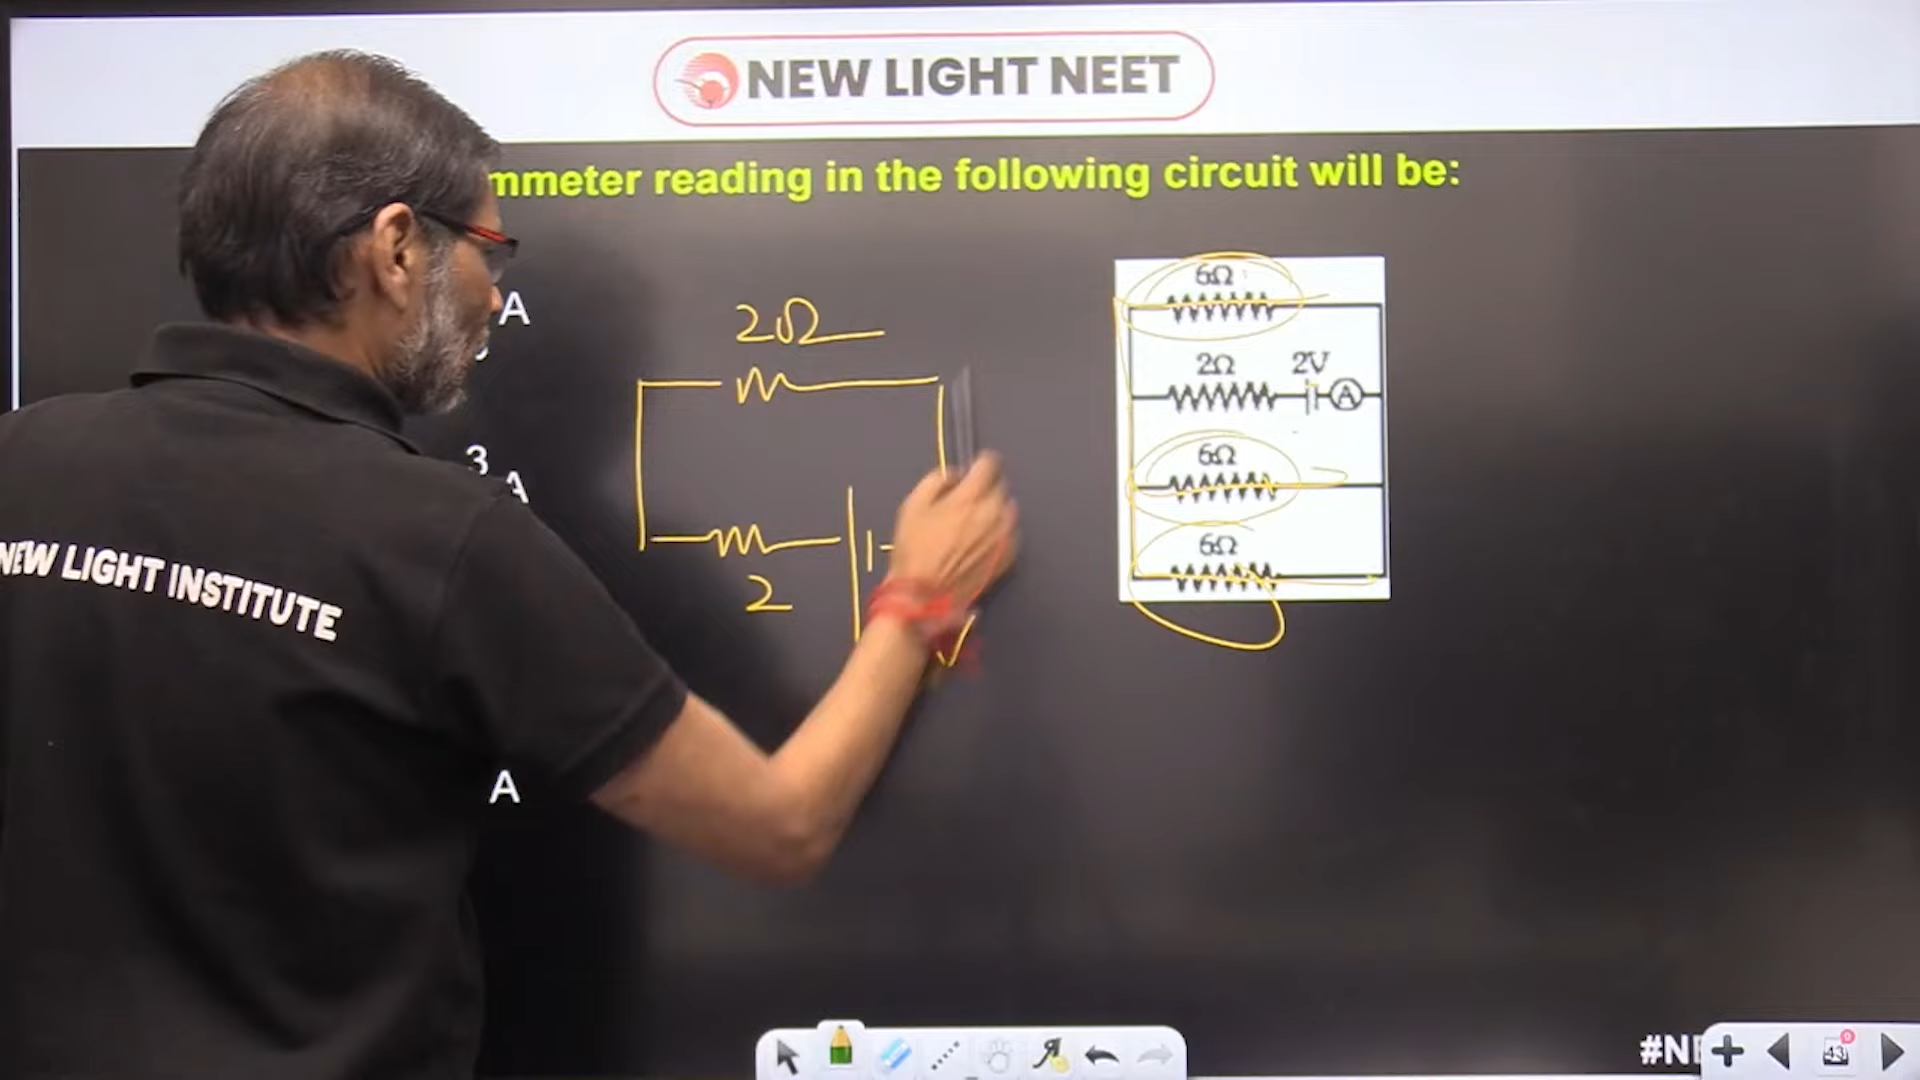 NEW LIGHT NEET
mmeter reading in the following circuit will be:
A
3
A
A
2Ω
2
6Ω
2Ω 2V
A
6Ω
6Ω
NEW LIGHT INSTITUTE
43